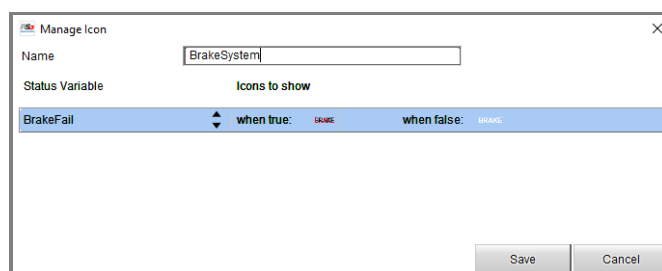 Manage Icon
Name BrakeSystem
Status Variable Icons to show
BrakeFail when true: BRAKE when false: BRAKE
Save Cancel